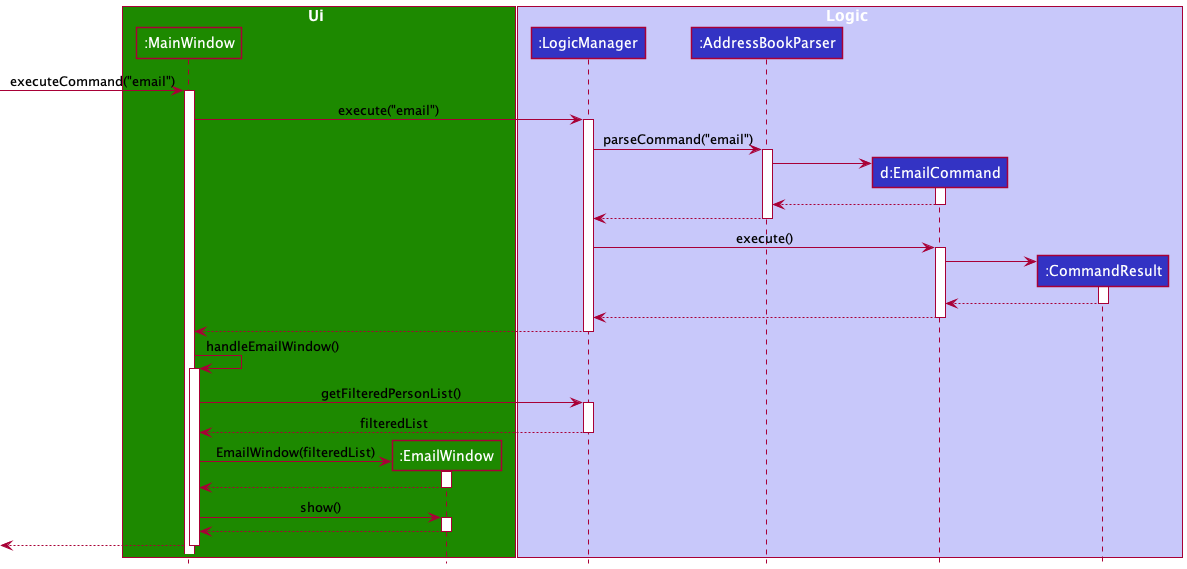 Ui
Logic
:MainWindow
:LogicManager
:AddressBookParser
executeCommand("email")
execute("email")
parseCommand("email")
d:EmailCommand
execute()
:CommandResult
handleEmailWindow()
getFilteredPersonList()
filteredList
EmailWindow(filteredList)
:EmailWindow
show()